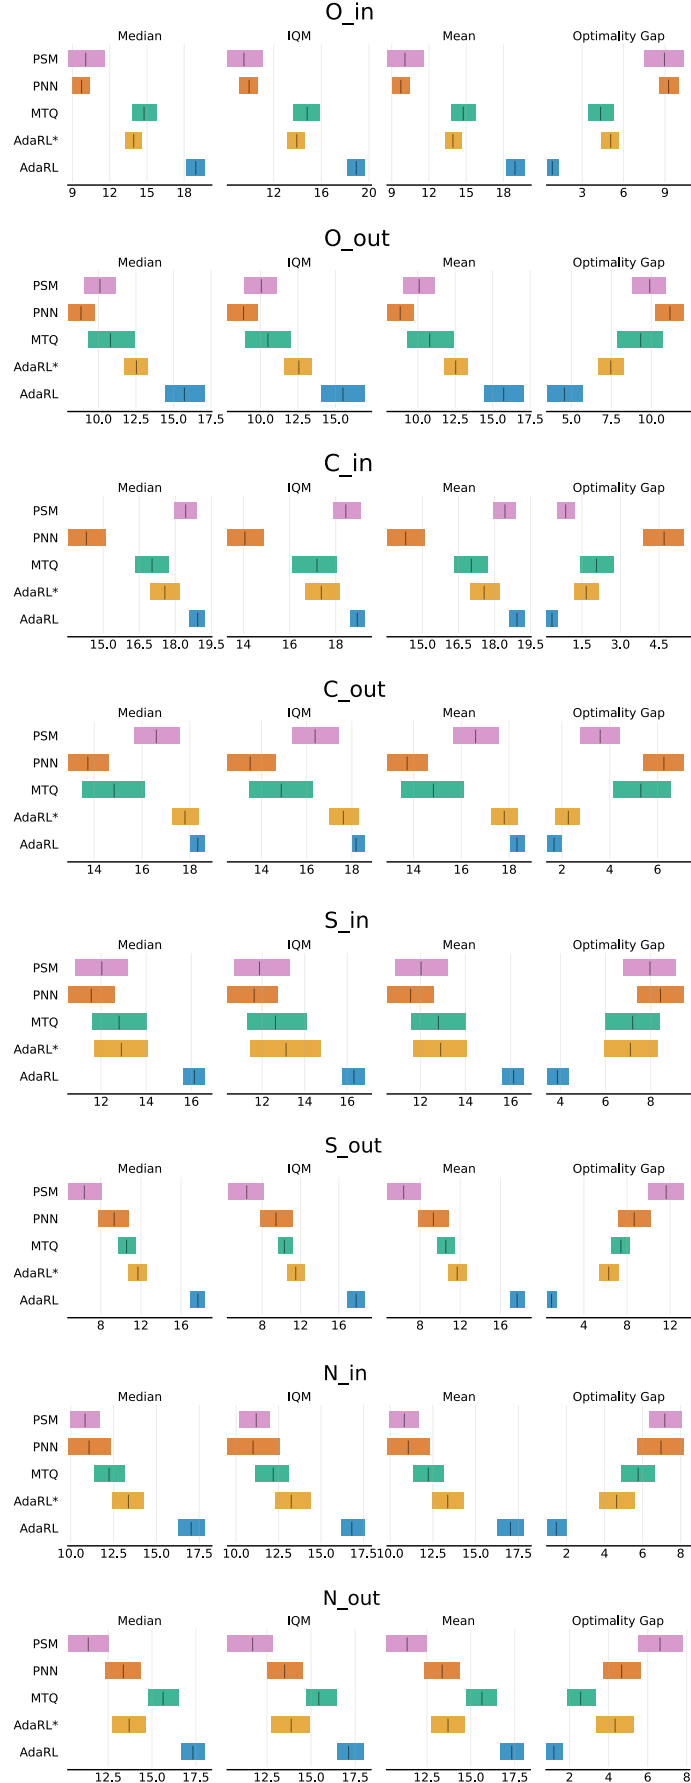 O_in
Median IQM Mean Optimality Gap
PSM
PNN
MTQ
AdaRL*
AdaRL
9 12 15 18 12 16 20 9 12 15 18 3 6 9
O_out
Median IQM Mean Optimality Gap
PSM
PNN
MTQ
AdaRL*
AdaRL
10.0 12.5 15.0 17.5 10.0 12.5 15.0 10.0 12.5 15.0 17.5 5.0 7.5 10.0
C_in
Median IQM Mean Optimality Gap
PSM
PNN
MTQ
AdaRL*
AdaRL
15.0 16.5 18.0 19.5 14 16 18 15.0 16.5 18.0 19.5 1.5 3.0 4.5
C_out
Median IQM Mean Optimality Gap
PSM
PNN
MTQ
AdaRL*
AdaRL
14 16 18 14 16 18 14 16 18 2 4 6
S_in
Median IQM Mean Optimality Gap
PSM
PNN
MTQ
AdaRL*
AdaRL
12 14 16 12 14 16 12 14 16 4 6 8
S_out
Median IQM Mean Optimality Gap
PSM
PNN
MTQ
AdaRL*
AdaRL
8 12 16 8 12 16 8 12 16 4 8 12
N_in
Median IQM Mean Optimality Gap
PSM
PNN
MTQ
AdaRL*
AdaRL
10.0 12.5 15.0 17.5 10.0 12.5 15.0 17.5 10.0 12.5 15.0 17.5 2 4 6 8
N_out
Median IQM Mean Optimality Gap
PSM
PNN
MTQ
AdaRL*
AdaRL
12.5 15.0 17.5 12.5 15.0 17.5 12.5 15.0 17.5 2 4 6 8